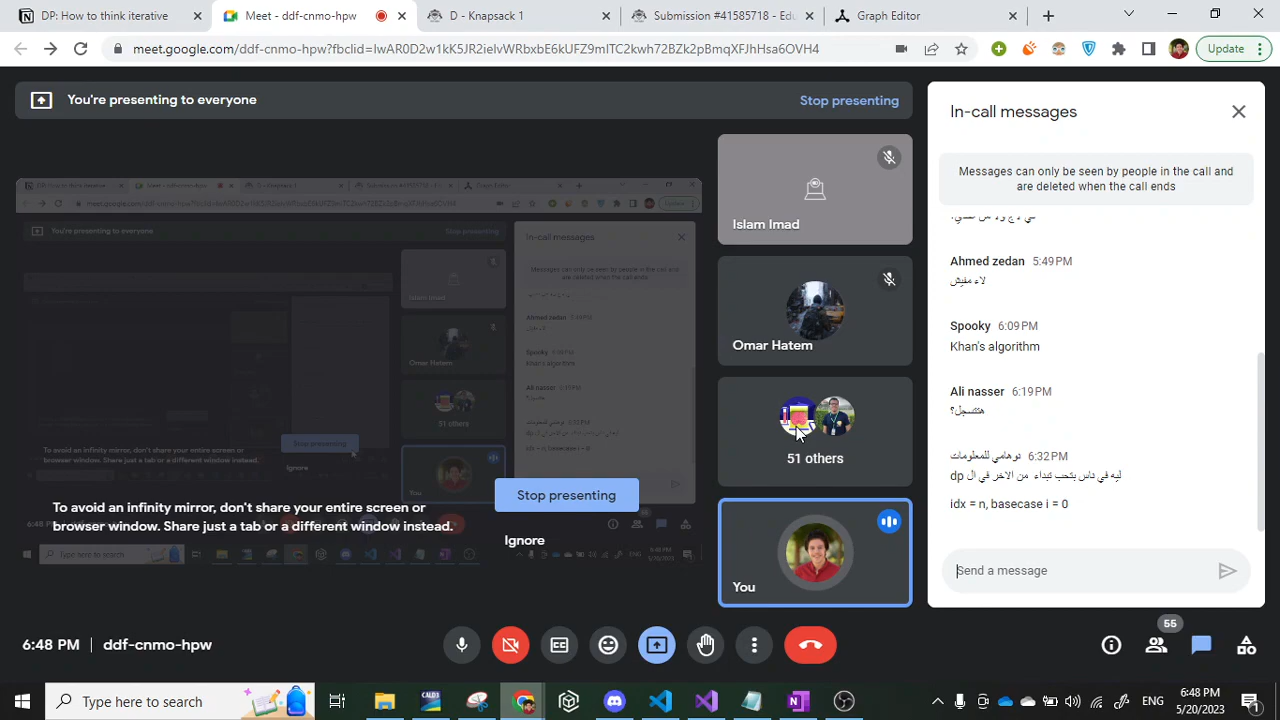 DP: How to think iterative
Meet - ddf-cnmo-hpw
D - Knapsack 1
Submission #41585718 - Edu
Graph Editor
meet.google.com/ddf-cnmo-hpw?fbclid=IwAR0D2w1kK5JR2ielvWRbxbE6kUFZ9mITC2kwh72BZk2pBmqXFJhHsa6OVH4
Update
You're presenting to everyone
Stop presenting
To avoid an infinity mirror, don't share your entire screen or
browser window. Share just a tab or a different window instead.
Stop presenting
Ignore
Islam Imad
Omar Hatem
51 others
You
In-call messages
Messages can only be seen by people in the call and
are deleted when the call ends
Ahmed zedan 5:49 PM
لاء مفيش
Spooky 6:09 PM
Khan's algorithm
Ali nasser 6:19 PM
هتتسجل؟
توهامي للمعلومات 6:32 PM
ليه في ناس بتحب تبداء من الاخر في ال dp
idx = n, basecase i = 0
Send a message
6:48 PM | ddf-cnmo-hpw
55
Type here to search
ENG
6:48 PM
5/20/2023
1